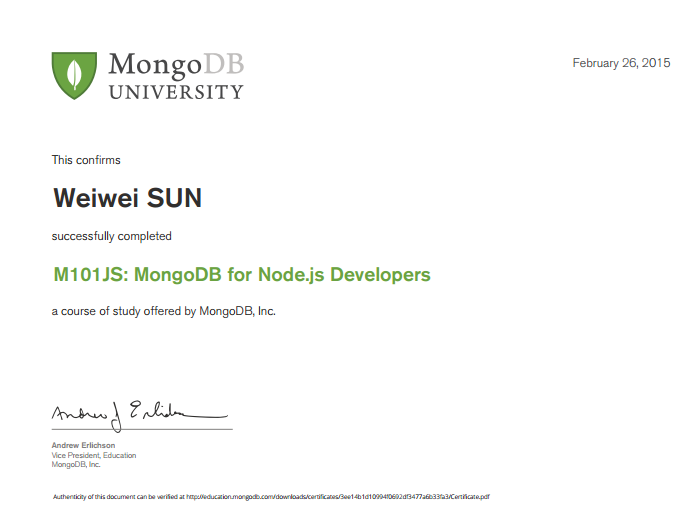 MongoDB
UNIVERSITY
February 26, 2015
This confirms
Weiwei SUN
successfully completed
M101JS: MongoDB for Node.js Developers
a course of study offered by MongoDB, Inc.
Andrew J Erlichson
Andrew Erlichson
Vice President, Education
MongoDB, Inc.
Authenticity of this document can be verified at http://education.mongodb.com/downloads/certificates/3ee14b1d10994f0692df3477a6b33fa3/Certificate.pdf